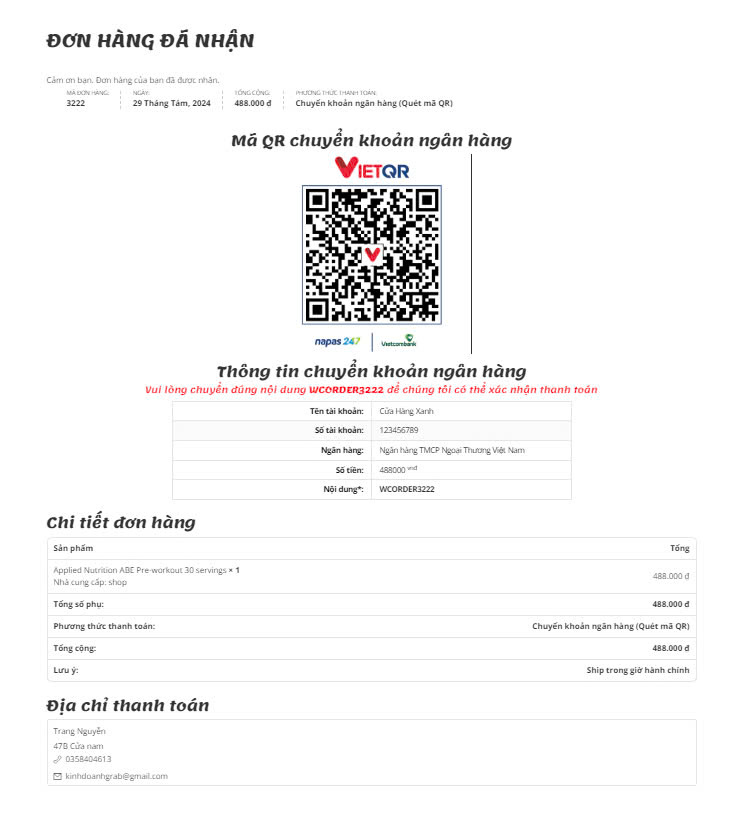 ĐƠN HÀNG ĐÃ NHẬN
Cảm ơn bạn. Đơn hàng của bạn đã được nhận.
MÃ ĐƠN HÀNG: NGÀY: TỔNG CỘNG: PHƯƠNG THỨC THANH TOÁN:
3222 29 Tháng Tám, 2024 488.000 đ Chuyển khoản ngân hàng (Quét mã QR)
Mã QR chuyển khoản ngân hàng
VIETQR
napas 247 Vietcombank
Thông tin chuyển khoản ngân hàng
Vui lòng chuyển đúng nội dung WCORDER3222 để chúng tôi có thể xác nhận thanh toán
Tên tài khoản: Cửa Hàng Xanh
Số tài khoản: 123456789
Ngân hàng: Ngân hàng TMCP Ngoại Thương Việt Nam
Số tiền: 488000 vnđ
Nội dung*: WCORDER3222
Chi tiết đơn hàng
Sản phẩm Tổng
Applied Nutrition ABE Pre-workout 30 servings × 1
Nhà cung cấp: shop
488.000 đ
Tổng số phụ: 488.000 đ
Phương thức thanh toán: Chuyển khoản ngân hàng (Quét mã QR)
Tổng cộng: 488.000 đ
Lưu ý: Ship trong giờ hành chính
Địa chỉ thanh toán
Trang Nguyễn
47B Cửa nam
0358404613
kinhdoanhgrab@gmail.com